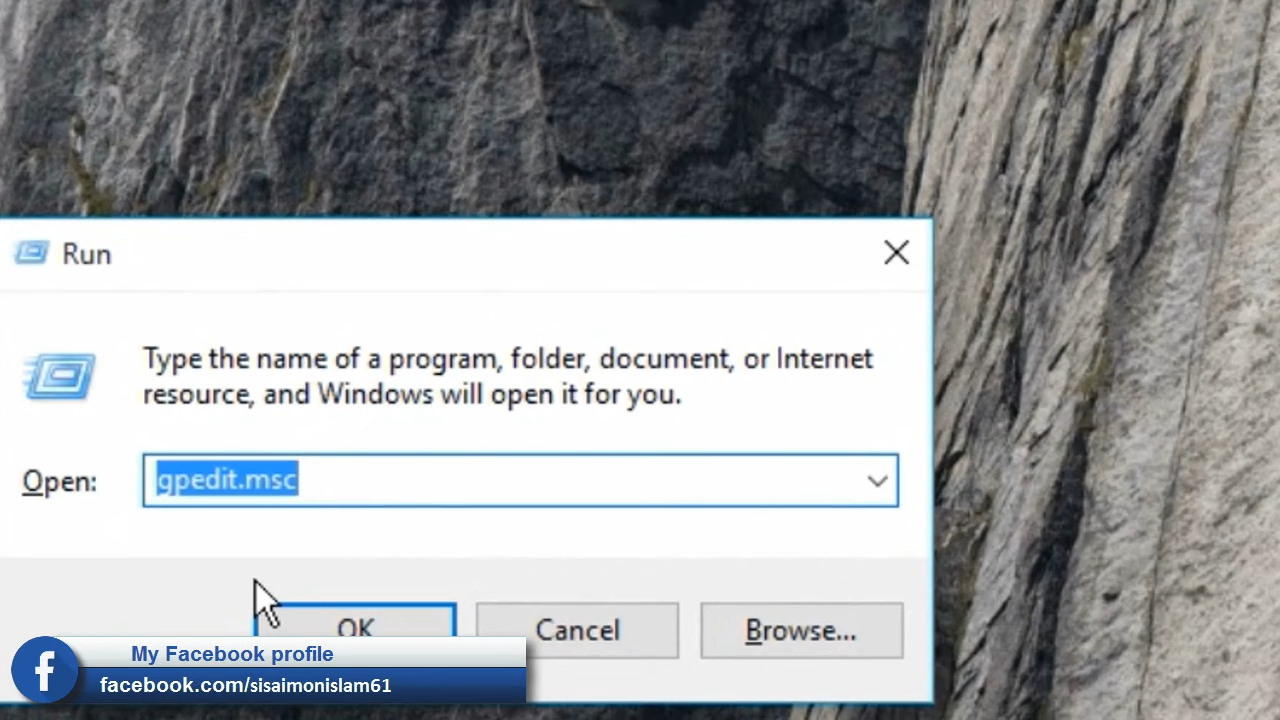 Run
Type the name of a program, folder, document, or Internet
resource, and Windows will open it for you.
Open: gpedit.msc
OK Cancel Browse...
My Facebook profile
facebook.com/sisaimonislam61